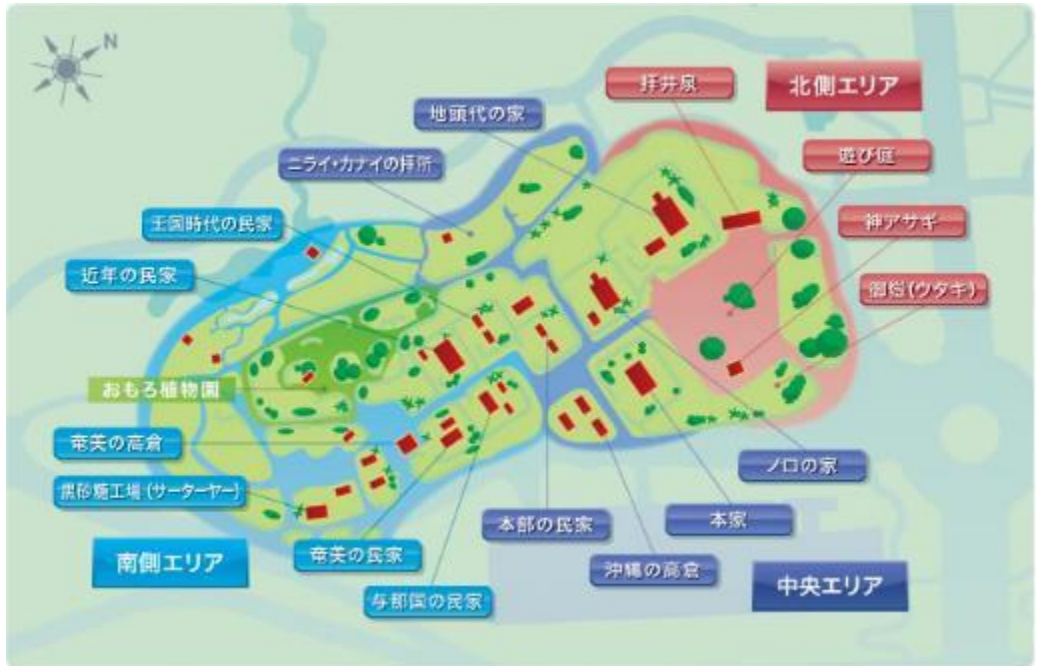 N
拝井泉
北側エリア
地頭代の家
遊び庭
ニライ・カナイの拝所
王国時代の民家
神アサギ
近年の民家
御嶽(ウタキ)
おもろ植物園
奄美の高倉
ノロの家
黒砂糖工場(サーターヤー)
本部の民家
本家
奄美の民家
南側エリア
沖縄の高倉
中央エリア
与那国の民家